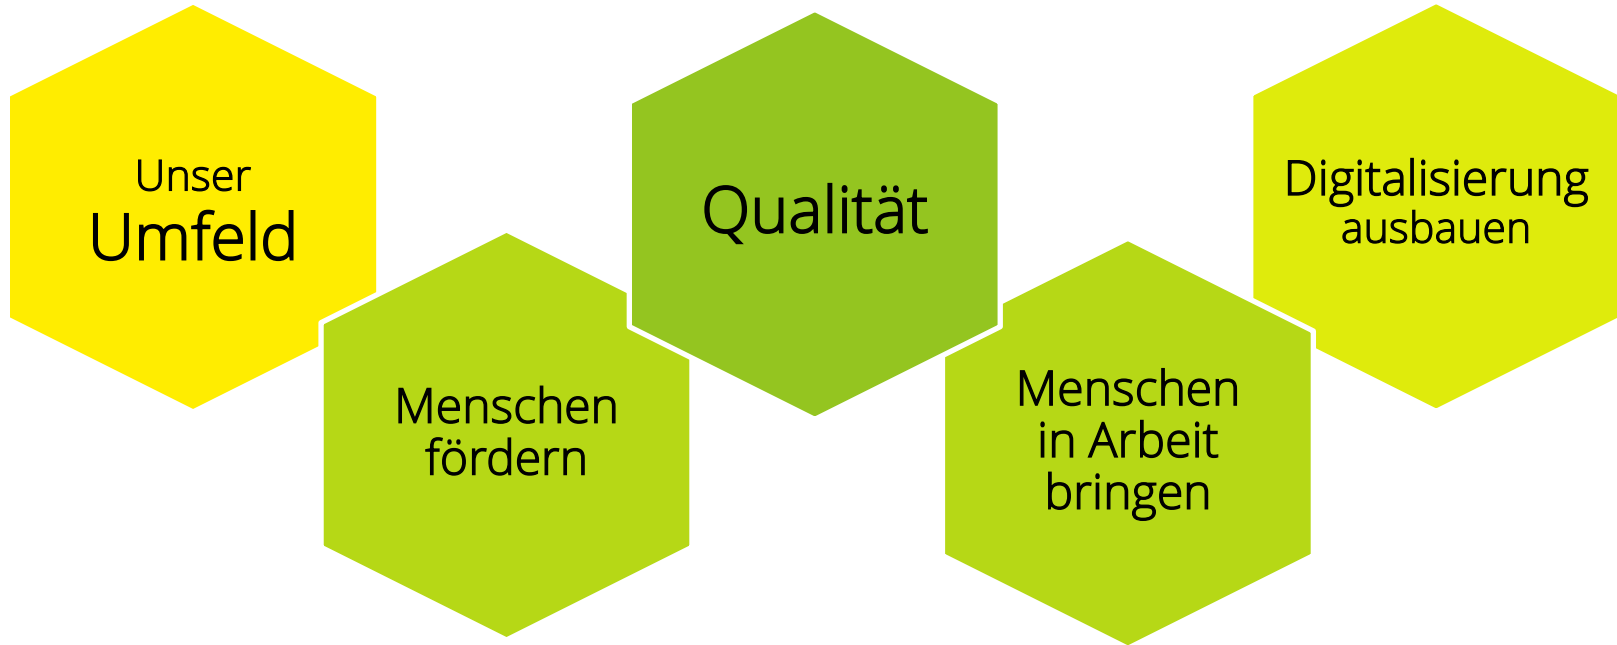 Unser
Umfeld
Menschen
fördern
Qualität
Menschen
in Arbeit
bringen
Digitalisierung
ausbauen